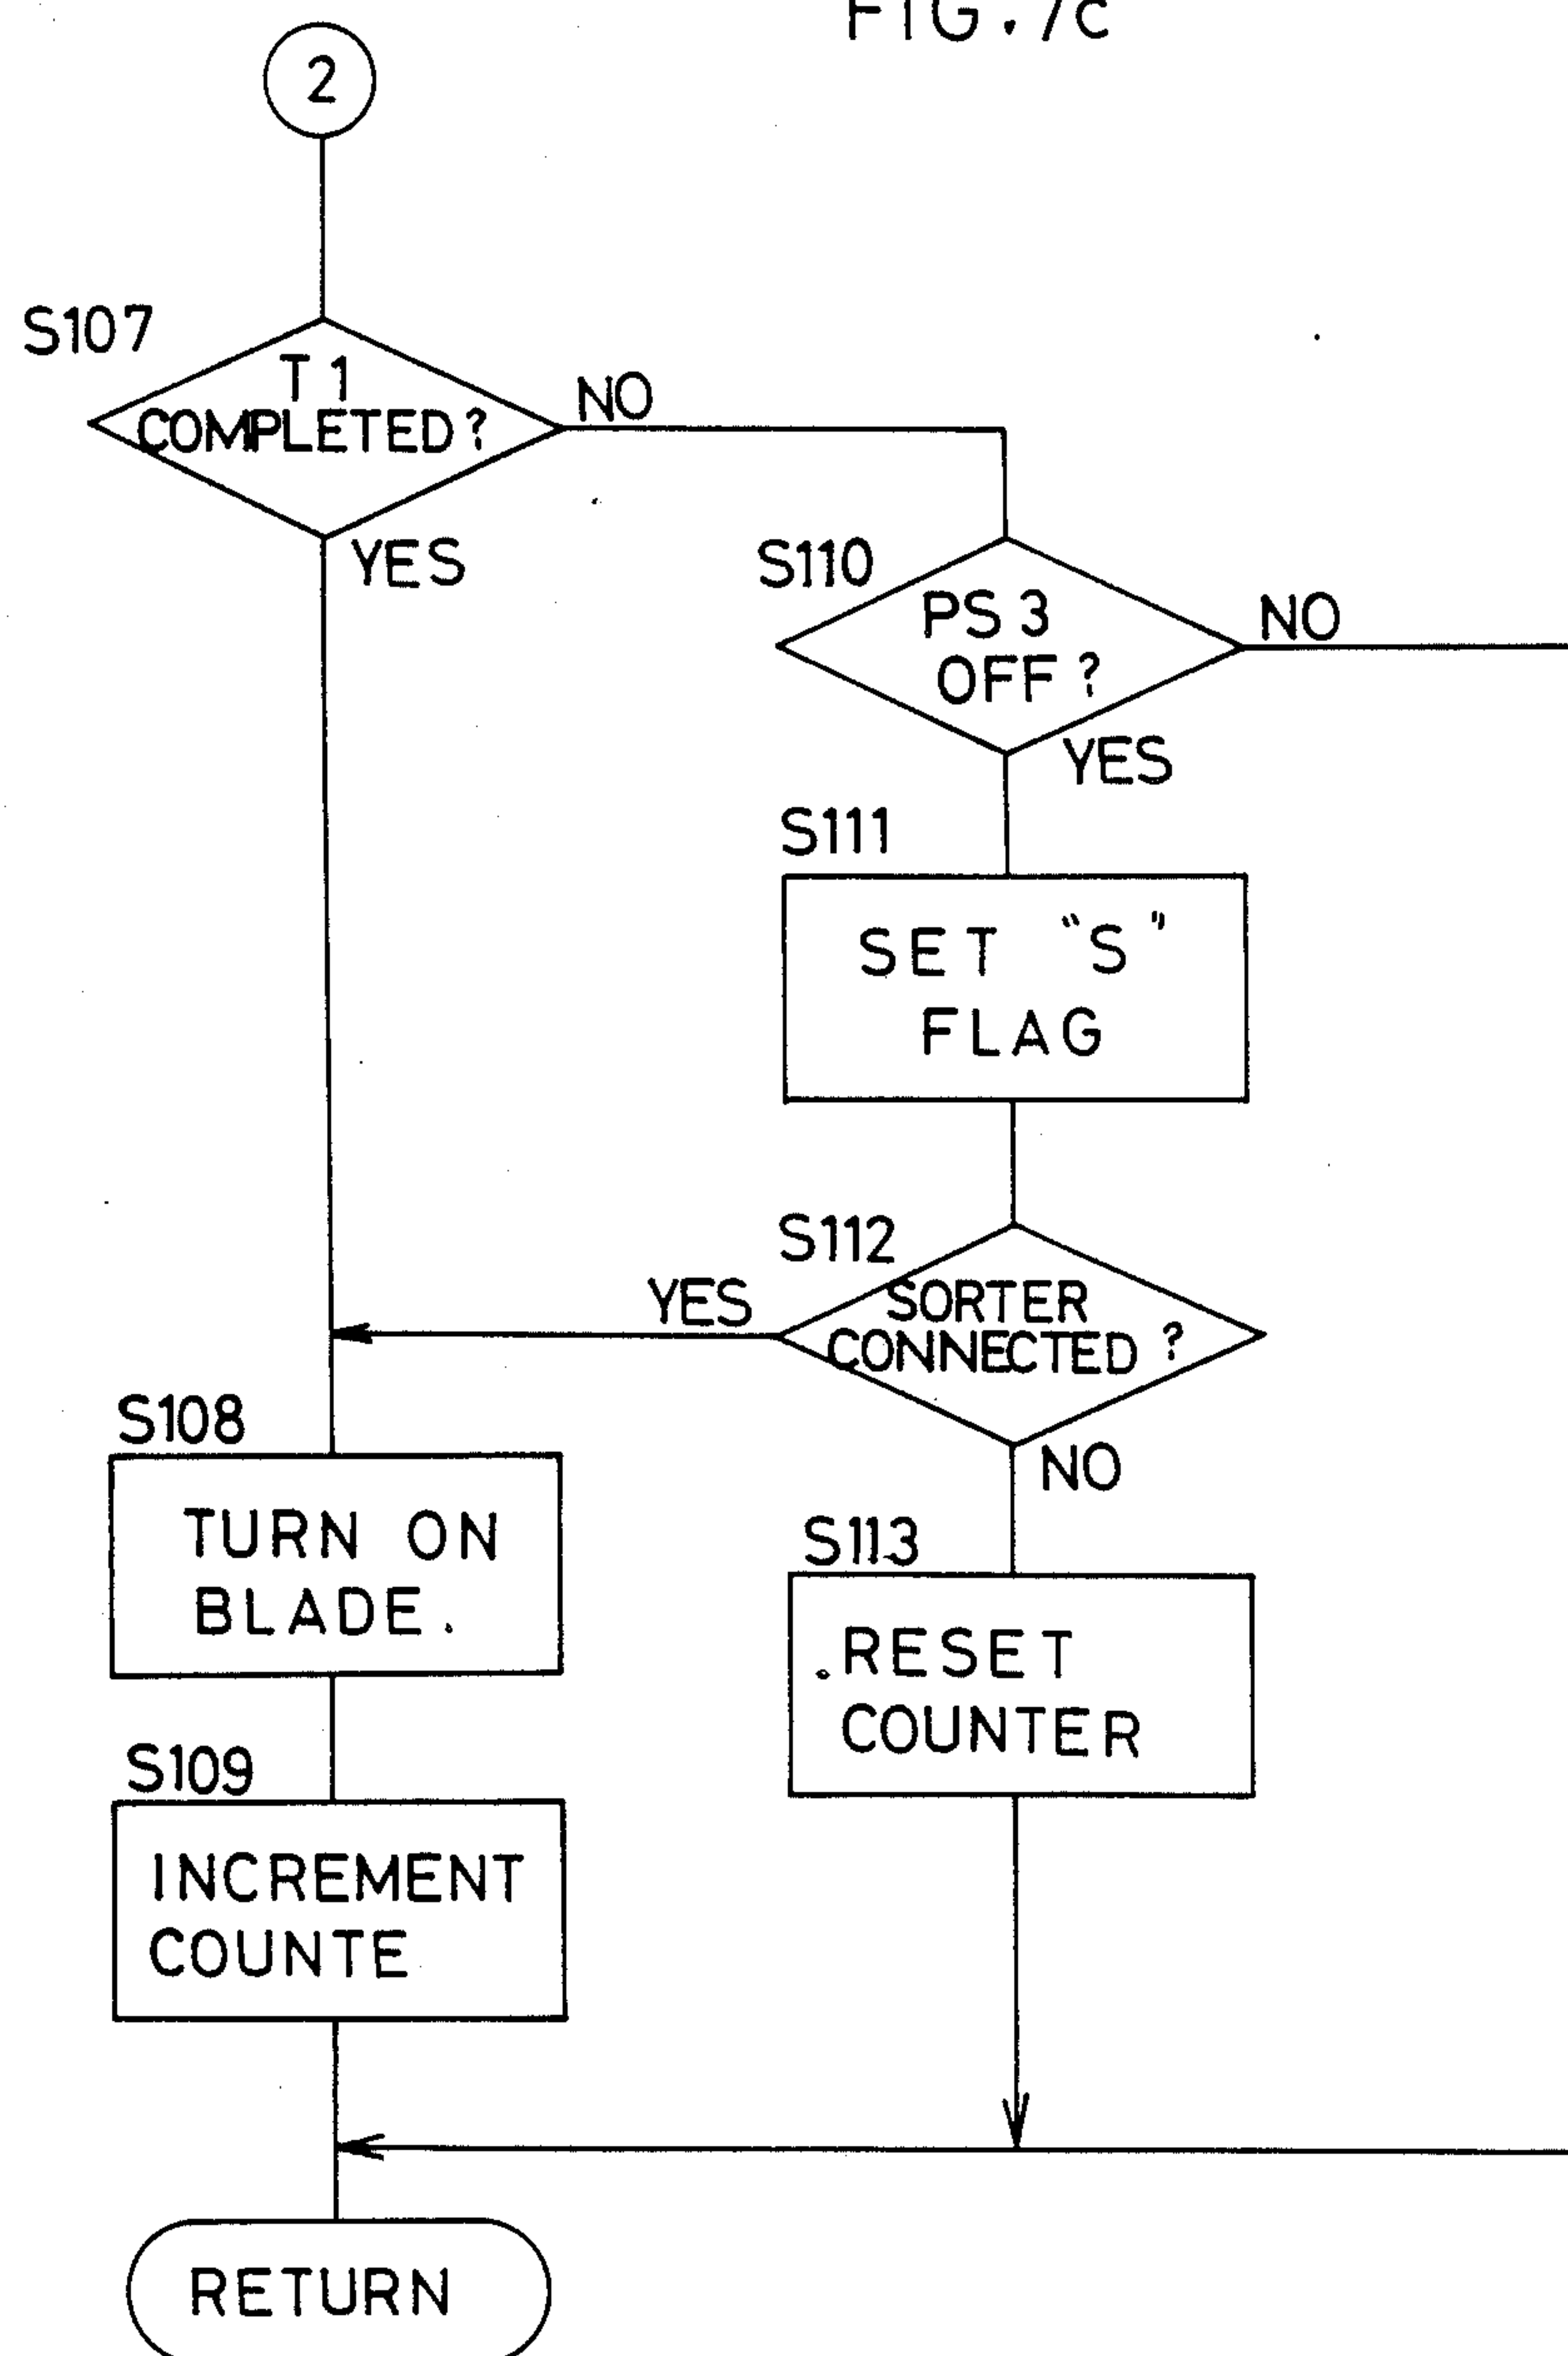 FIG. 7c
2
S107
T1
COMPLETED?
NO
YES
S110
PS3
OFF?
NO
YES
S111
SET "S"
FLAG
S112
SORTER
CONNECTED?
YES
NO
S108
TURN ON
BLADE.
S113
RESET
COUNTER
S109
INCREMENT
COUNTE
RETURN